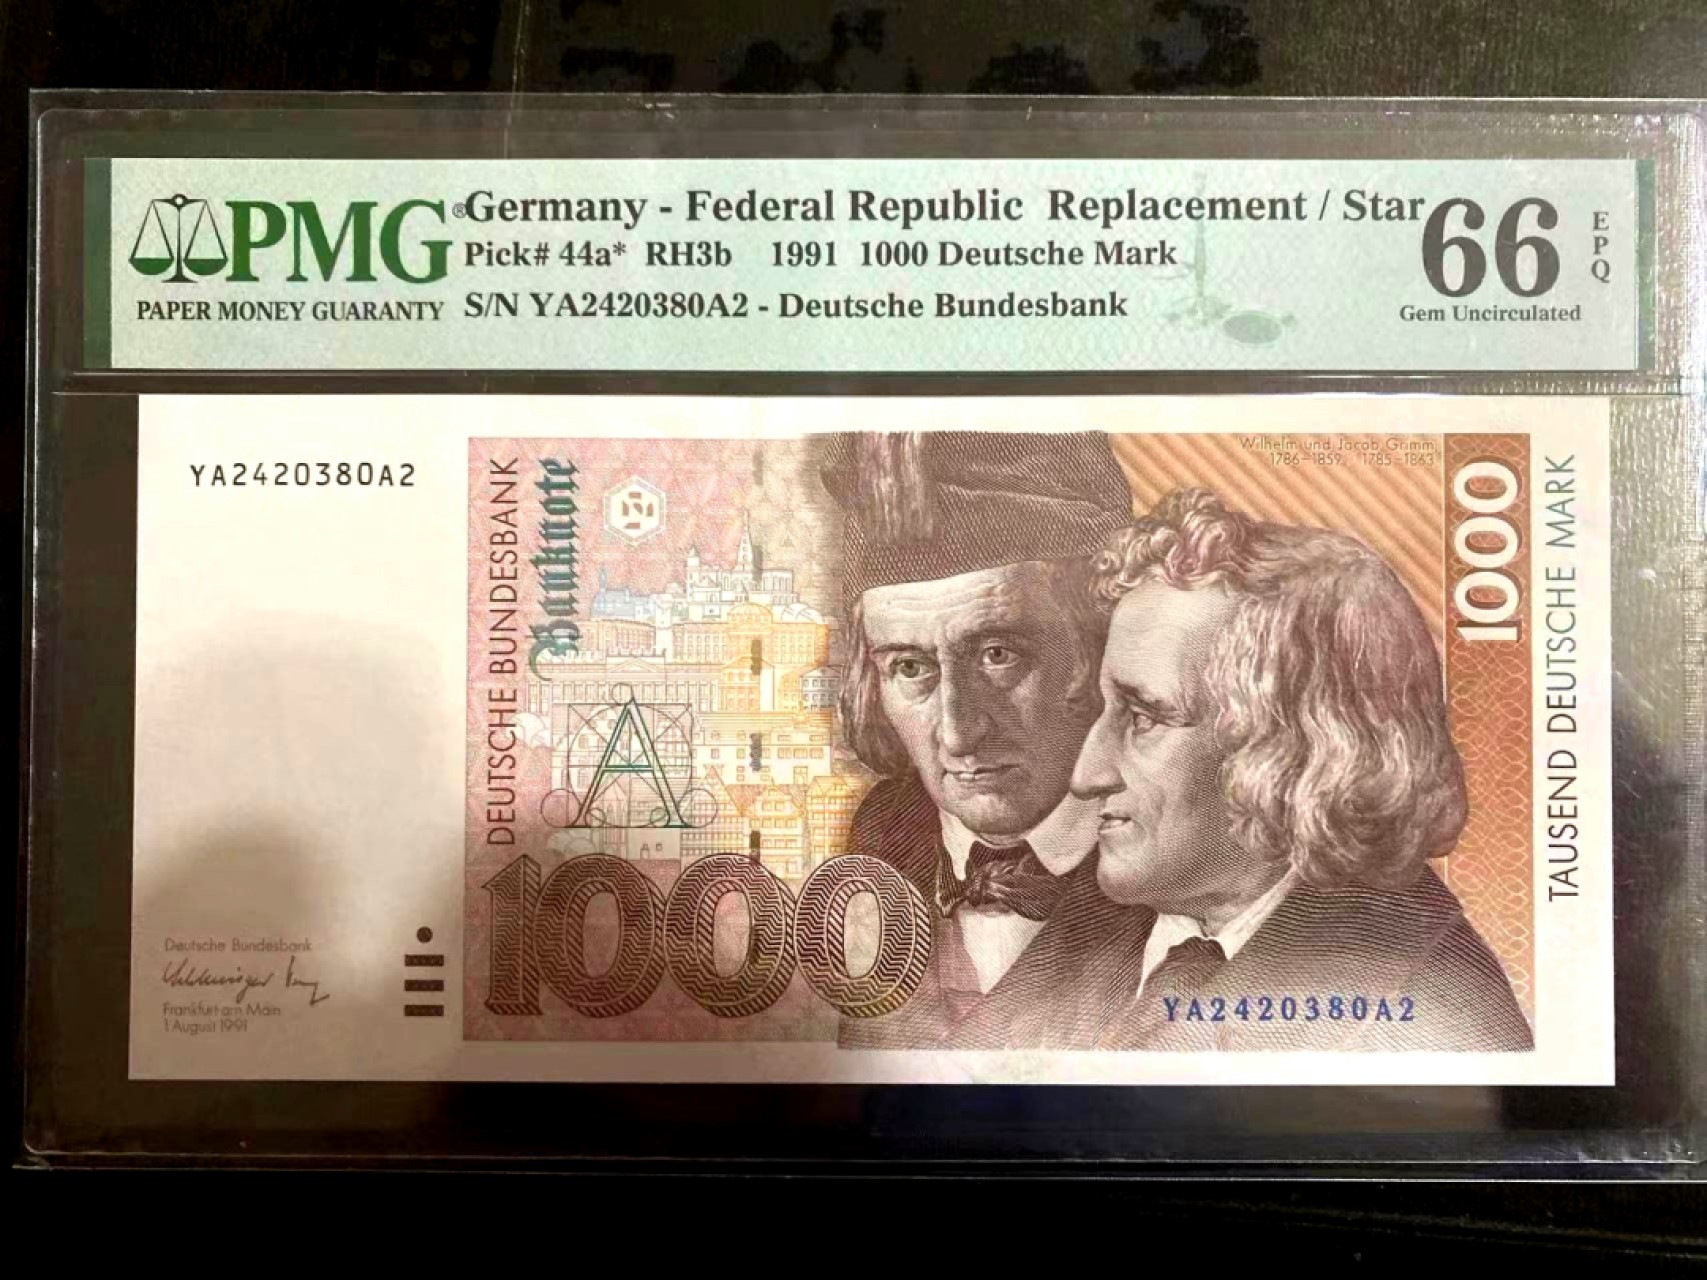 PMG®
PAPER MONEY GUARANTY
Germany - Federal Republic Replacement / Star
Pick# 44a* RH3b 1991 1000 Deutsche Mark
S/N YA2420380A2 - Deutsche Bundesbank
66
EPQ
Gem Uncirculated
YA2420380A2
DEUTSCHE BUNDESBANK
Banknote
A
Wilhelm und Jacob Grimm
1786–1859, 1785–1863
1000
TAUSEND DEUTSCHE MARK
1000
Deutsche Bundesbank
Frankfurt am Main
1. August 1991
YA2420380A2